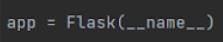 app = Flask(__name__)